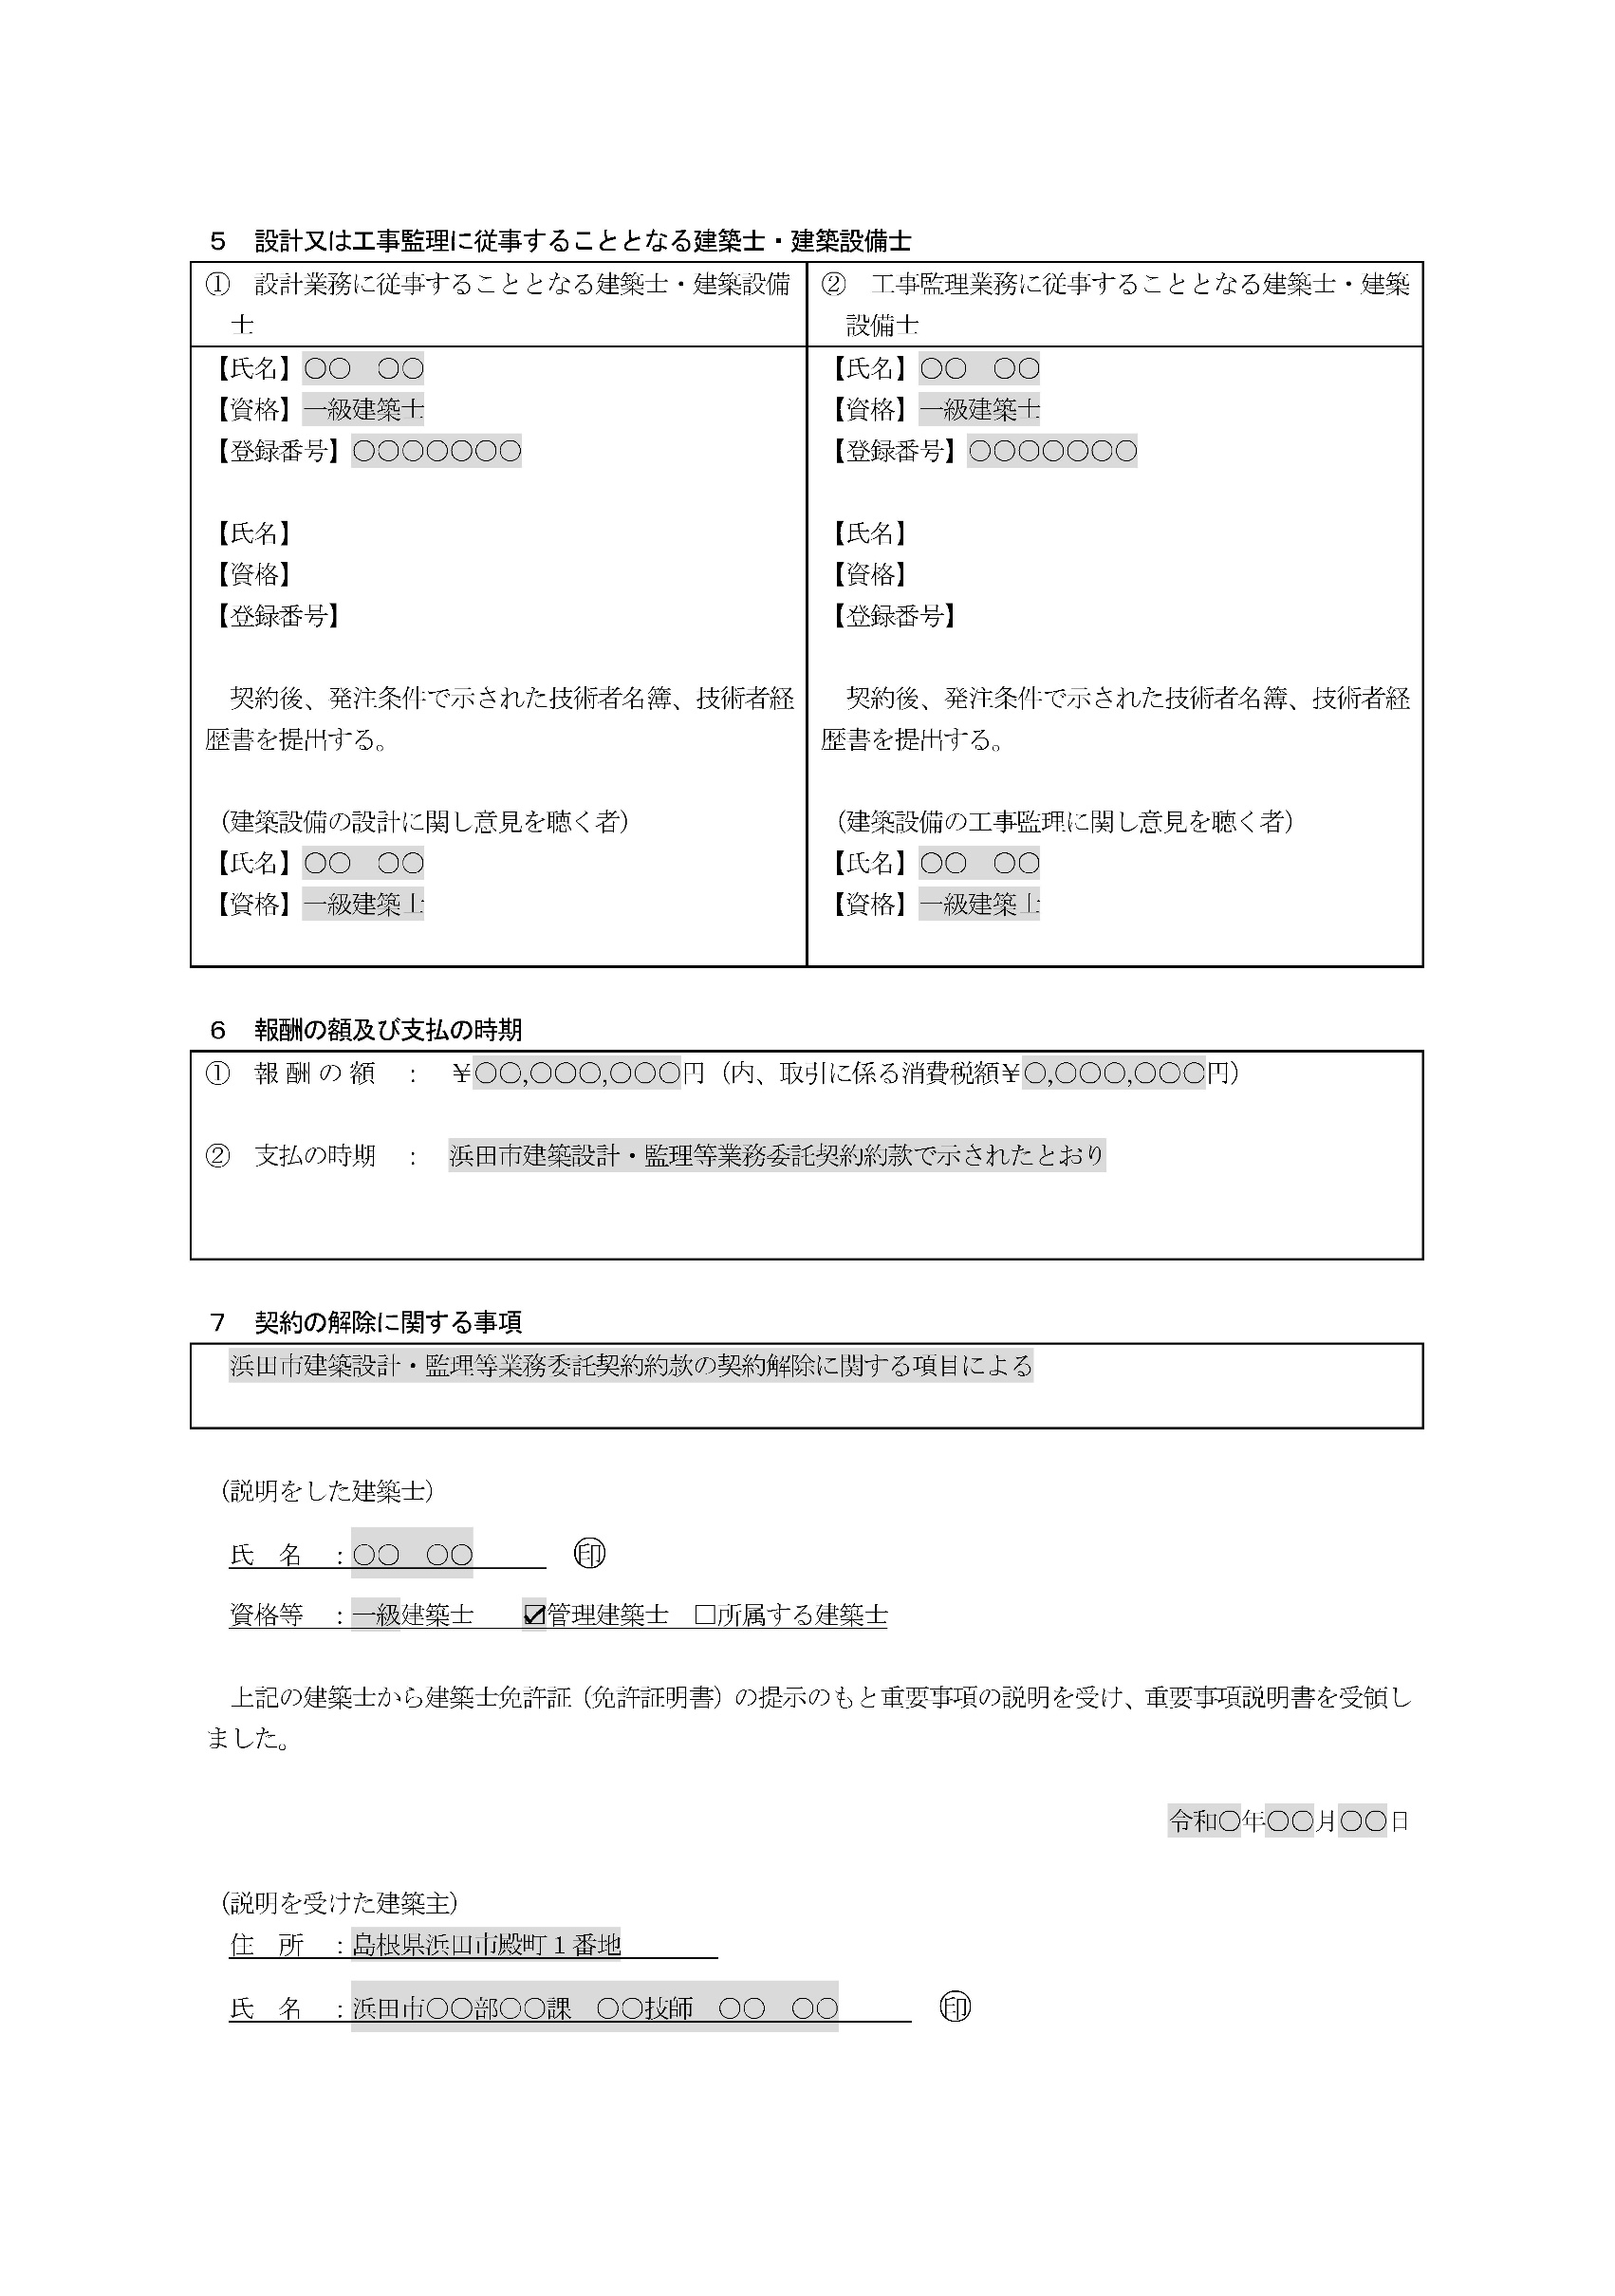 ５　設計又は工事監理に従事することとなる建築士・建築設備士
①　設計業務に従事することとなる建築士・建築設備
士
【氏名】○○　○○
【資格】一級建築士
【登録番号】○○○○○○○
【氏名】
【資格】
【登録番号】
契約後、発注条件で示された技術者名簿、技術者経
歴書を提出する。
（建築設備の設計に関し意見を聴く者）
【氏名】○○　○○
【資格】一級建築士
②　工事監理業務に従事することとなる建築士・建築
設備士
【氏名】○○　○○
【資格】一級建築士
【登録番号】○○○○○○○
【氏名】
【資格】
【登録番号】
契約後、発注条件で示された技術者名簿、技術者経
歴書を提出する。
（建築設備の工事監理に関し意見を聴く者）
【氏名】○○　○○
【資格】一級建築士
６　報酬の額及び支払の時期
①　報 酬 の 額　：　￥○○,○○○,○○○円（内、取引に係る消費税額￥○,○○○,○○○円）
②　支払の時期　：　浜田市建築設計・監理等業務委託契約約款で示されたとおり
７　契約の解除に関する事項
浜田市建築設計・監理等業務委託契約約款の契約解除に関する項目による
（説明をした建築士）
氏　名　：○○　○○　　　　㊞
資格等　：一級建築士　　☑管理建築士　□所属する建築士
上記の建築士から建築士免許証（免許証明書）の提示のもと重要事項の説明を受け、重要事項説明書を受領し
ました。
令和○年○○月○○日
（説明を受けた建築主）
住　所　：島根県浜田市殿町１番地
氏　名　：浜田市○○部○○課　○○技師　○○　○○　　　　㊞